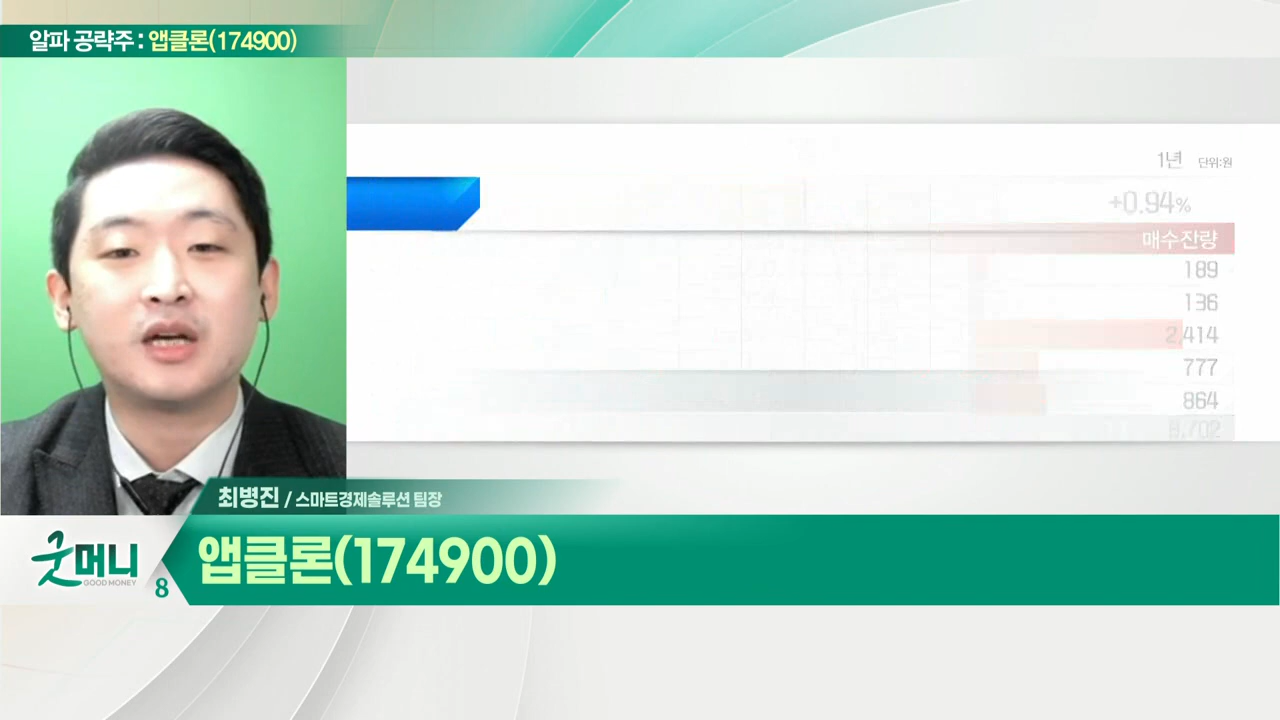 알파 공략주 : 앱클론(174900)
1년 단위:원
+0.94%
매수잔량
189
136
2,414
777
864
최병진 / 스마트경제솔루션 팀장
굿머니
GOOD MONEY
8
앱클론(174900)